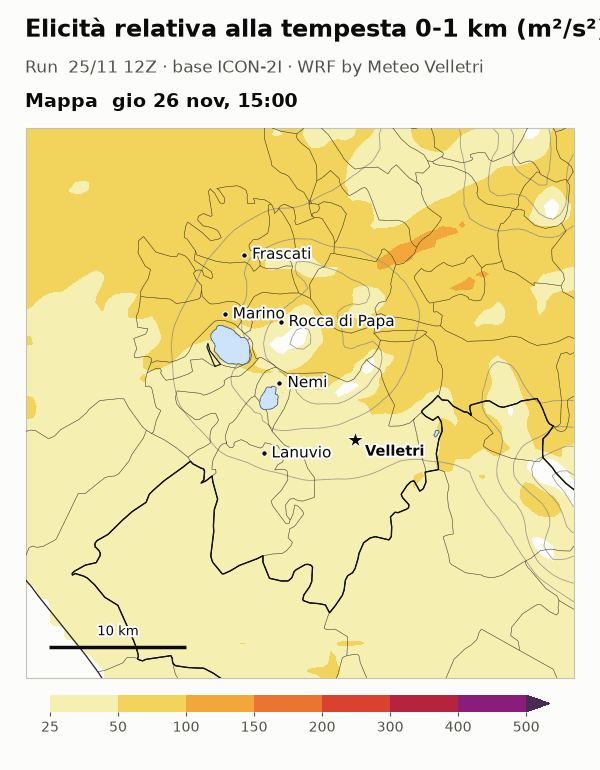 Elicità relativa alla tempesta 0-1 km (m²/s²)
Run 25/11 12Z · base ICON-2I · WRF by Meteo Velletri
Mappa gio 26 nov, 15:00
Frascati
Marino
Rocca di Papa
Nemi
Velletri
Lanuvio
10 km
25 50 100 150 200 300 400 500